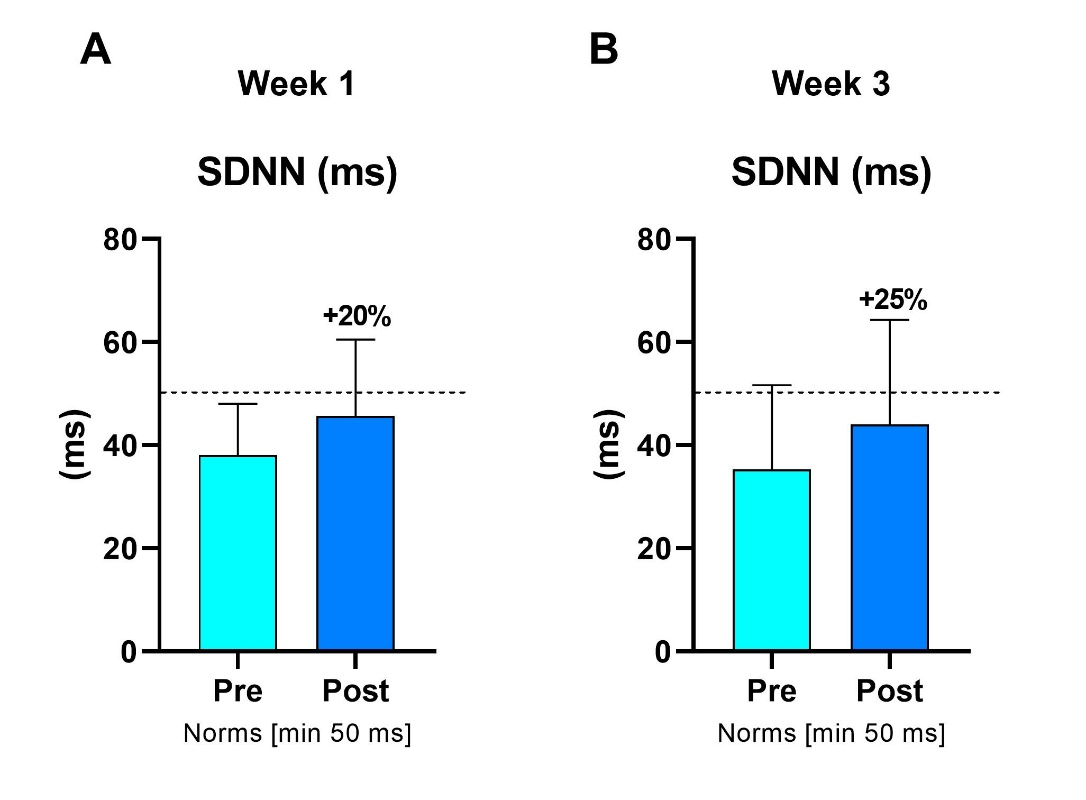 A
Week 1
SDNN (ms)
80
60
40
20
0
(ms)
+20%
Pre Post
Norms [min 50 ms]
B
Week 3
SDNN (ms)
80
60
40
20
0
(ms)
+25%
Pre Post
Norms [min 50 ms]